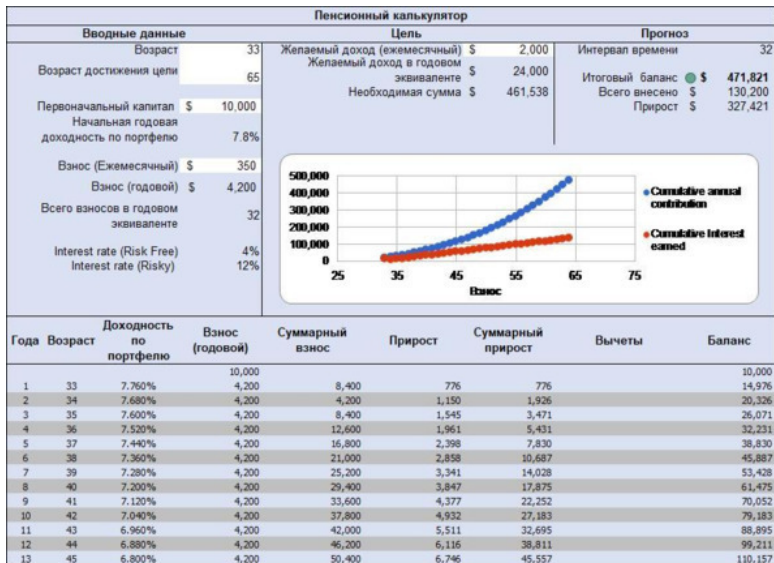 Пенсионный калькулятор
Вводные данные
Возраст 33
Возраст достижения цели 65
Первоначальный капитал $ 10,000
Начальная годовая
доходность по портфелю 7.8%
Взнос (Ежемесячный) $ 350
Взнос (годовой) $ 4,200
Всего взносов в годовом
эквиваленте 32
Interest rate (Risk Free) 4%
Interest rate (Risky) 12%
Цель
Желаемый доход (ежемесячный) $ 2,000
Желаемый доход в годовом
эквиваленте $ 24,000
Необходимая сумма $ 461,538
Прогноз
Интервал времени 32
Итоговый баланс $ 471,821
Всего внесено $ 130,200
Прирост $ 327,421
500,000
400,000
300,000
200,000
100,000
0
25 35 45 55 65 75
Взнос
Cumulative annual
contribution
Cumulative Interest
earned
Года Возраст Доходность по портфелю Взнос (годовой) Суммарный взнос Прирост Суммарный прирост Вычеты Баланс
10,000 10,000
1 33 7.760% 4,200 8,400 776 776 14,976
2 34 7.680% 4,200 4,200 1,150 1,926 20,326
3 35 7.600% 4,200 8,400 1,545 3,471 26,071
4 36 7.520% 4,200 12,600 1,961 5,431 32,231
5 37 7.440% 4,200 16,800 2,398 7,830 38,830
6 38 7.360% 4,200 21,000 2,858 10,687 45,887
7 39 7.280% 4,200 25,200 3,341 14,028 53,428
8 40 7.200% 4,200 29,400 3,847 17,875 61,475
9 41 7.120% 4,200 33,600 4,377 22,252 70,052
10 42 7.040% 4,200 37,800 4,932 27,183 79,183
11 43 6.960% 4,200 42,000 5,511 32,695 88,895
12 44 6.880% 4,200 46,200 6,116 38,811 99,211
13 45 6.800% 4,200 50,400 6,746 45,557 110,157